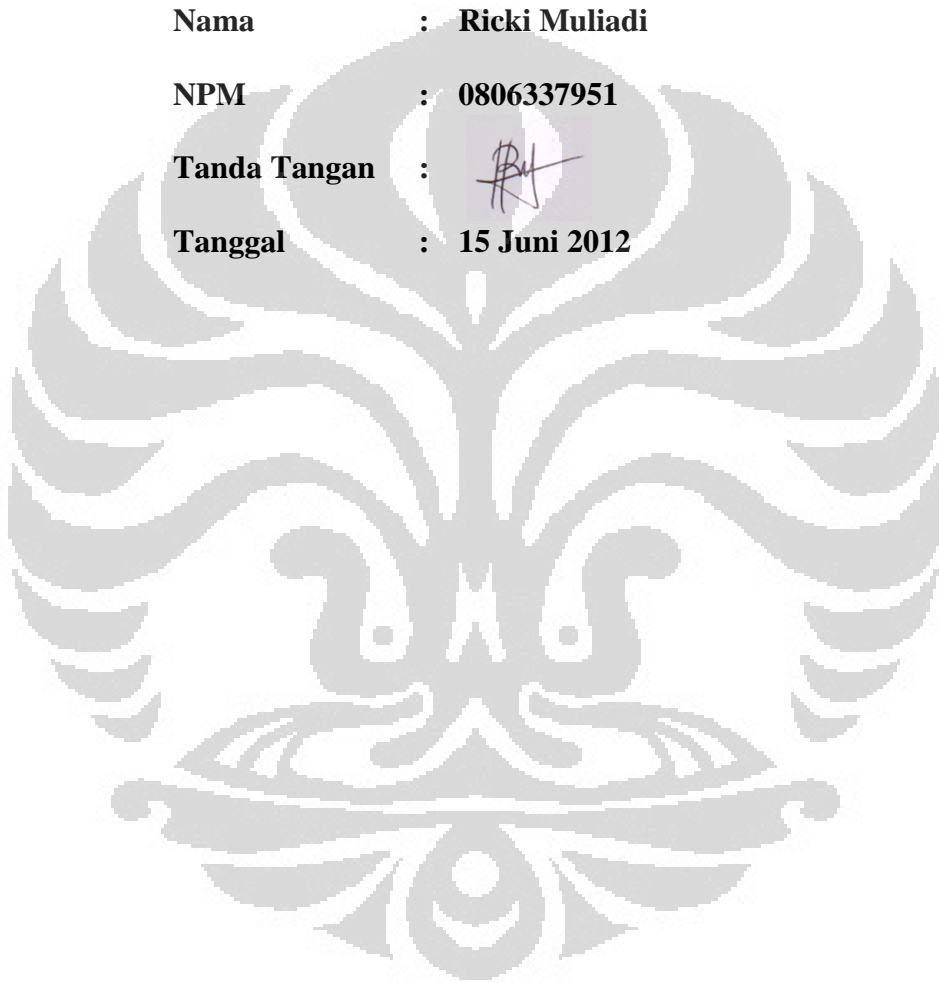 Nama : Ricki Muliadi
NPM : 0806337951
Tanda Tangan :
Tanggal : 15 Juni 2012